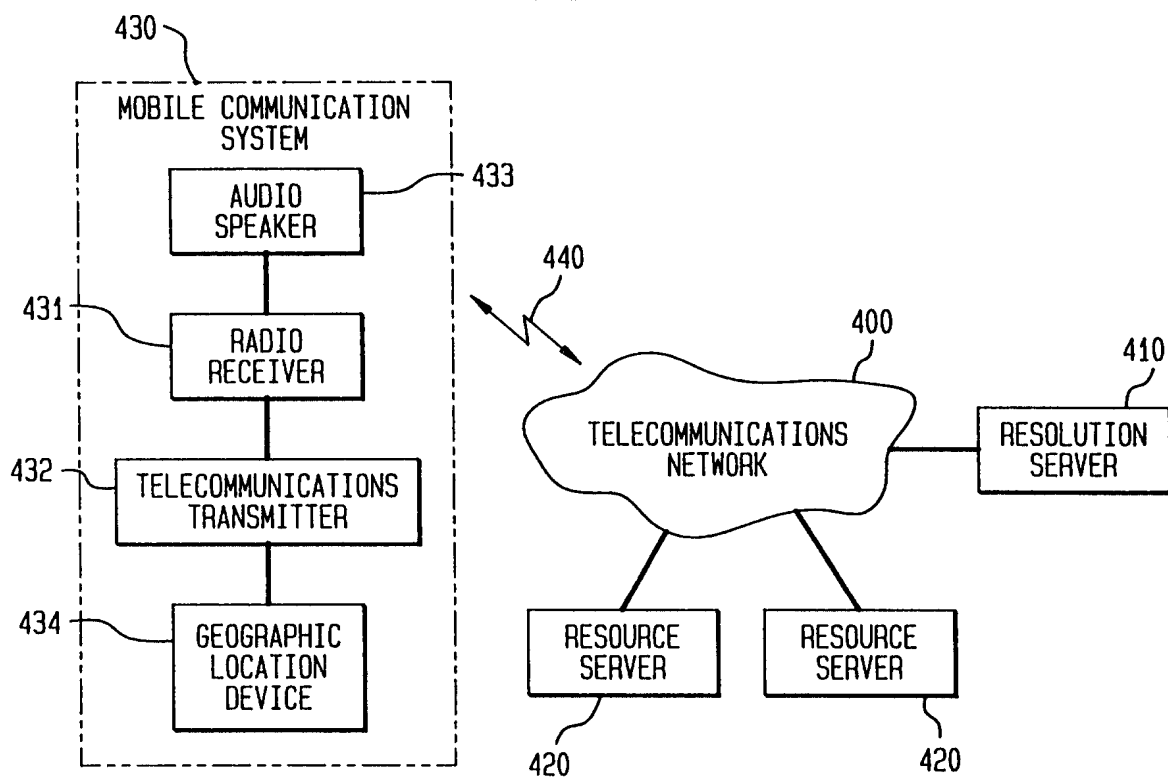 430
MOBILE COMMUNICATION
SYSTEM
AUDIO
SPEAKER
433
431
RADIO
RECEIVER
432
TELECOMMUNICATIONS
TRANSMITTER
434
GEOGRAPHIC
LOCATION
DEVICE
440
400
TELECOMMUNICATIONS
NETWORK
410
RESOLUTION
SERVER
RESOURCE
SERVER
420
RESOURCE
SERVER
420